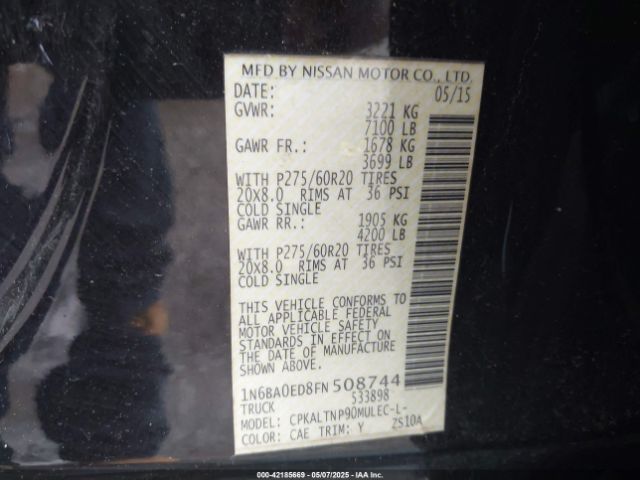 MFD BY NISSAN MOTOR CO., LTD.
DATE: 05/15
GVWR: 3221 KG
7100 LB
GAWR FR.: 1678 KG
3699 LB
WITH P275/60R20 TIRES
20X8.0 RIMS AT 36 PSI
COLD SINGLE
GAWR RR.: 1905 KG
4200 LB
WITH P275/60R20 TIRES
20X8.0 RIMS AT 36 PSI
COLD SINGLE
THIS VEHICLE CONFORMS TO
ALL APPLICABLE FEDERAL
MOTOR VEHICLE SAFETY
STANDARDS IN EFFECT ON
THE DATE OF MANUFACTURE
SHOWN ABOVE.
1N6BA0ED8FN508744
TRUCK 533898
MODEL: CPKALTNP90MULEC-L-
COLOR: CAE TRIM: Y ZS10A
000-42185669 - 05/07/2025 - IAAI.COM